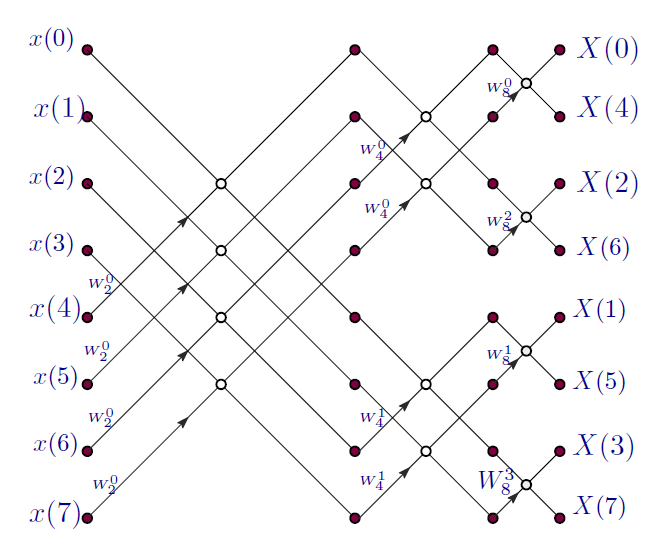 x(0)
x(1)
x(2)
x(3)
x(4)
x(5)
x(6)
x(7)
W_2^0
W_2^0
W_2^0
W_2^0
W_4^0
W_4^0
W_4^1
W_4^1
W_8^0
W_8^2
W_8^1
W_8^3
X(0)
X(4)
X(2)
X(6)
X(1)
X(5)
X(3)
X(7)